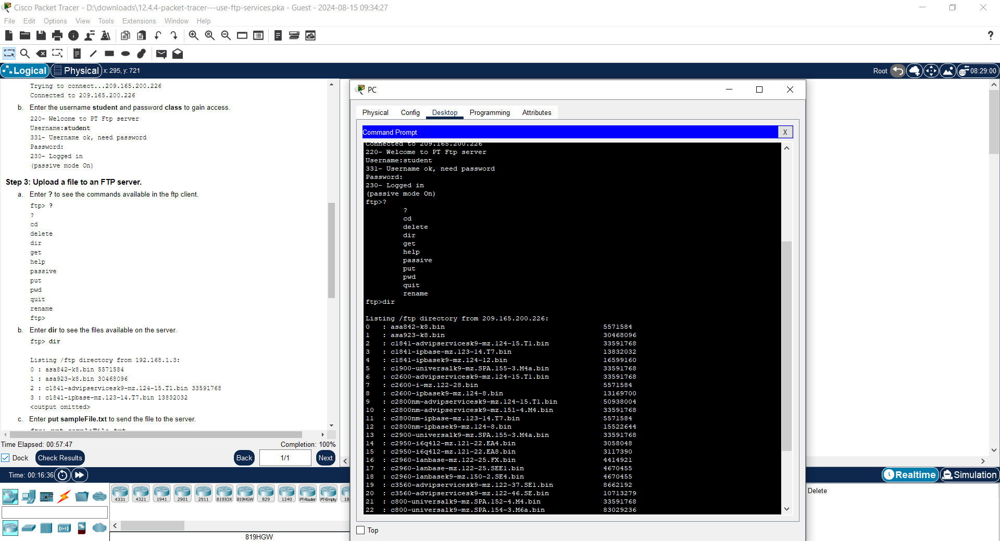 Cisco Packet Tracer - D:\downloads\12.4.4-packet-tracer---use-ftp-services.pka - Guest - 2024-08-15 09:34:27
File Edit Options View Tools Extensions Window Help
?
Logical Physical x: 295, y: 721 Root 08:29:00
Trying to connect...209.165.200.226
Connected to 209.165.200.226
b. Enter the username student and password class to gain access.
220- Welcome to PT Ftp server
Username:student
331- Username ok, need password
Password:
230- Logged in
(passive mode On)
Step 3: Upload a file to an FTP server.
a. Enter ? to see the commands available in the ftp client.
ftp> ?
?
cd
delete
dir
get
help
passive
put
pwd
quit
rename
ftp>
b. Enter dir to see the files available on the server.
ftp> dir
Listing /ftp directory from 192.168.1.3:
0 : asa842-k8.bin 5571584
1 : asa923-k8.bin 30468096
2 : c1841-advipservicesk9-mz.124-15.T1.bin 33591768
3 : c1841-ipbase-mz.123-14.T7.bin 13832032
<output omitted>
c. Enter put sampleFile.txt to send the file to the server.
ftp> put sampleFile.txt
Time Elapsed: 00:57:47 Completion: 100%
Dock Check Results Back 1/1 Next
Time: 00:16:36
4331 4321 1941 2901 2911 819IOX 819HGW 829 1240 PT-Router PT-Empty 18
819HGW
PC
Physical Config Desktop Programming Attributes
Command Prompt X
Connected to 209.165.200.226
220- Welcome to PT Ftp server
Username:student
331- Username ok, need password
Password:
230- Logged in
(passive mode On)
ftp>?
?
cd
delete
dir
get
help
passive
put
pwd
quit
rename
ftp>dir
Listing /ftp directory from 209.165.200.226:
0 : asa842-k8.bin 5571584
1 : asa923-k8.bin 30468096
2 : c1841-advipservicesk9-mz.124-15.T1.bin 33591768
3 : c1841-ipbase-mz.123-14.T7.bin 13832032
4 : c1841-ipbasek9-mz.124-12.bin 16599160
5 : c1900-universalk9-mz.SPA.155-3.M4a.bin 33591768
6 : c2600-advipservicesk9-mz.124-15.T1.bin 33591768
7 : c2600-i-mz.122-28.bin 5571584
8 : c2600-ipbasek9-mz.124-8.bin 13169700
9 : c2800nm-advipservicesk9-mz.124-15.T1.bin 50938004
10 : c2800nm-advipservicesk9-mz.151-4.M4.bin 33591768
11 : c2800nm-ipbase-mz.123-14.T7.bin 5571584
12 : c2800nm-ipbasek9-mz.124-8.bin 15522644
13 : c2900-universalk9-mz.SPA.155-3.M4a.bin 33591768
14 : c2950-i6q4l2-mz.121-22.EA4.bin 3058048
15 : c2950-i6q4l2-mz.121-22.EA8.bin 3117390
16 : c2960-lanbase-mz.122-25.FX.bin 4414921
17 : c2960-lanbase-mz.122-25.SEE1.bin 4670455
18 : c2960-lanbasek9-mz.150-2.SE4.bin 4670455
19 : c3560-advipservicesk9-mz.122-37.SE1.bin 8662192
20 : c3560-advipservicesk9-mz.122-46.SE.bin 10713279
21 : c800-universalk9-mz.SPA.152-4.M4.bin 33591768
22 : c800-universalk9-mz.SPA.154-3.M6a.bin 83029236
Top
Realtime Simulation
Delete